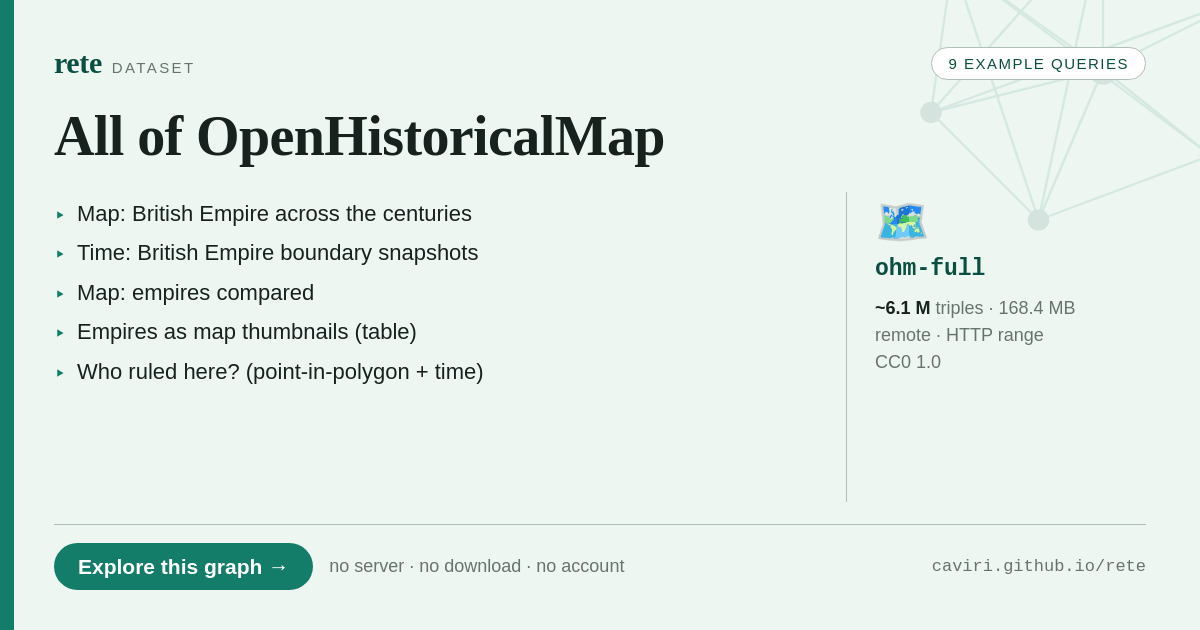 rete DATASET
9 EXAMPLE QUERIES
All of OpenHistoricalMap
▸ Map: British Empire across the centuries
▸ Time: British Empire boundary snapshots
▸ Map: empires compared
▸ Empires as map thumbnails (table)
▸ Who ruled here? (point-in-polygon + time)
ohm-full
~6.1 M triples · 168.4 MB
remote · HTTP range
CC0 1.0
Explore this graph →
no server · no download · no account
caviri.github.io/rete